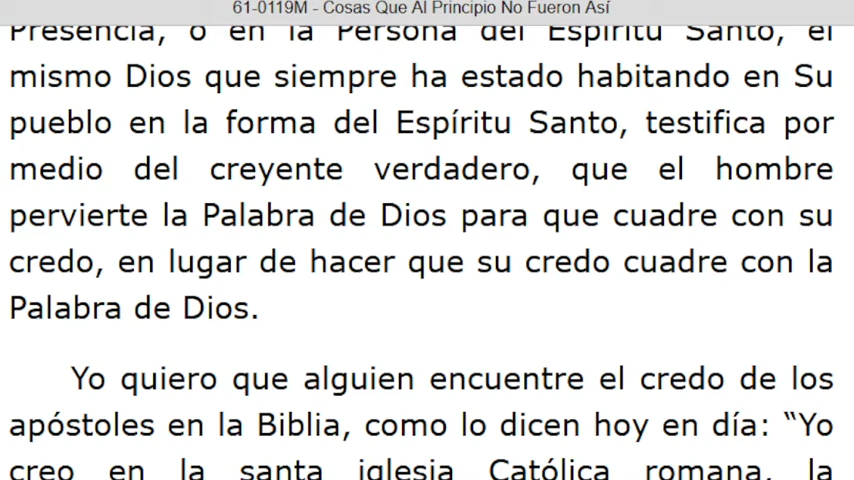 61-0119M - Cosas Que Al Principio No Fueron Así
Presencia, o en la Persona del Espíritu Santo, el
mismo Dios que siempre ha estado habitando en Su
pueblo en la forma del Espíritu Santo, testifica por
medio del creyente verdadero, que el hombre
pervierte la Palabra de Dios para que cuadre con su
credo, en lugar de hacer que su credo cuadre con la
Palabra de Dios.
Yo quiero que alguien encuentre el credo de los
apóstoles en la Biblia, como lo dicen hoy en día: “Yo
creo en la santa iglesia Católica romana, la